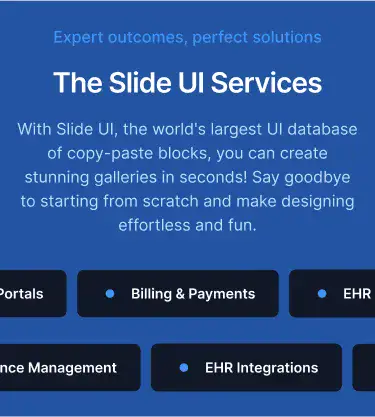 Expert outcomes, perfect solutions
The Slide UI Services
With Slide UI, the world's largest UI database
of copy-paste blocks, you can create
stunning galleries in seconds! Say goodbye
to starting from scratch and make designing
effortless and fun.
Portals Billing & Payments EHR
nce Management EHR Integrations